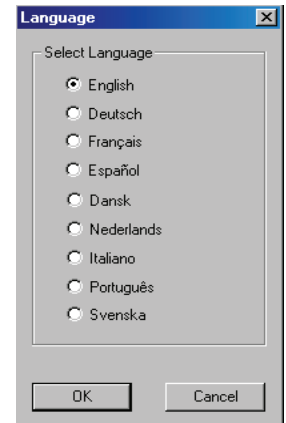 Language
Select Language
English
Deutsch
Français
Español
Dansk
Nederlands
Italiano
Português
Svenska
OK Cancel